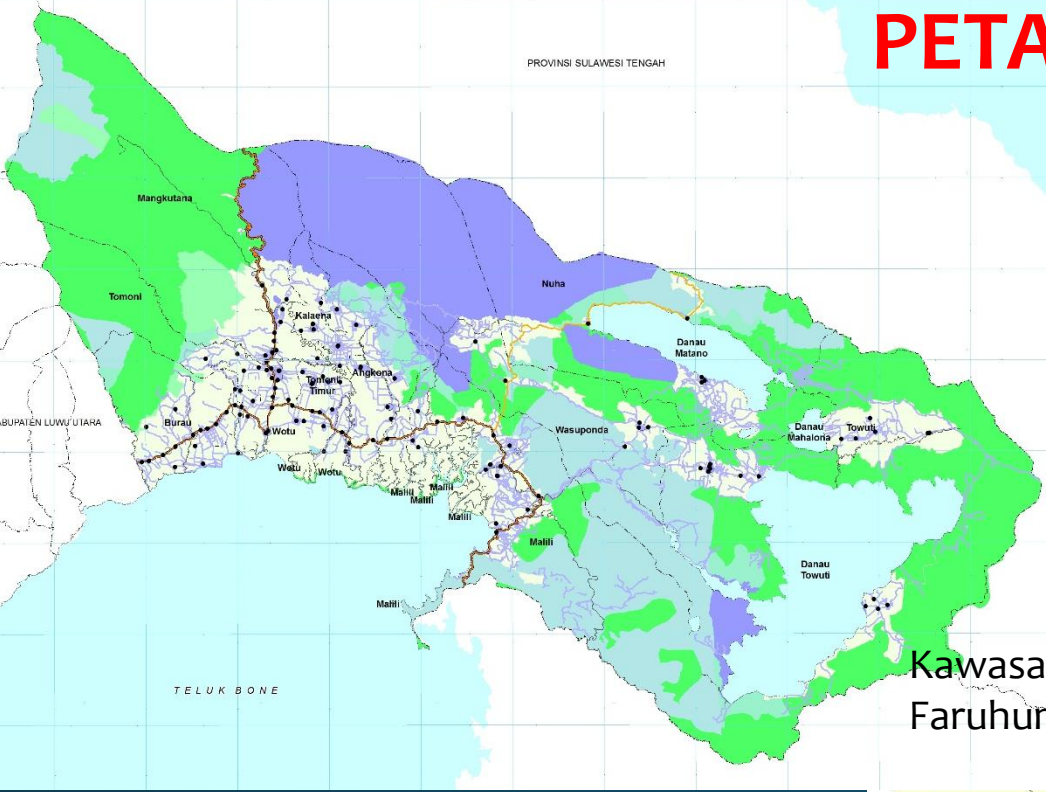 PETA
PROVINSI SULAWESI TENGAH
Mangkutana
Nuha
Tomoni
Kalaena
Danau
Matano
Angkona
Tomoni
Timur
ABUPATEN LUWU UTARA
Burau
Wotu
Wasuponda
Danau
Mahalona
Towuti
Wotu
Wotu
Malili
Malili
Malili
Malili
Malili
Danau
Towuti
Malili
Kawasa
Faruhur
TELUK BONE